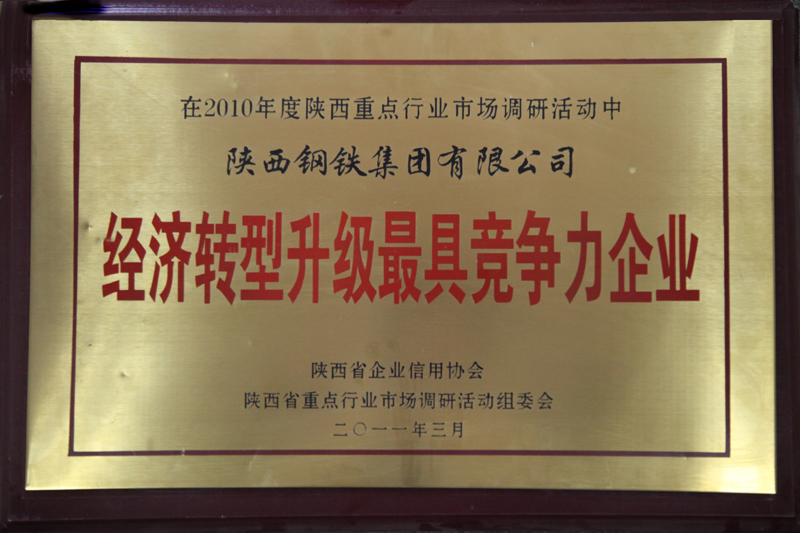 在2010年度陕西重点行业市场调研活动中
陕西钢铁集团有限公司
经济转型升级最具竞争力企业
陕西省企业信用协会
陕西省重点行业市场调研活动组委会
二〇一一年三月